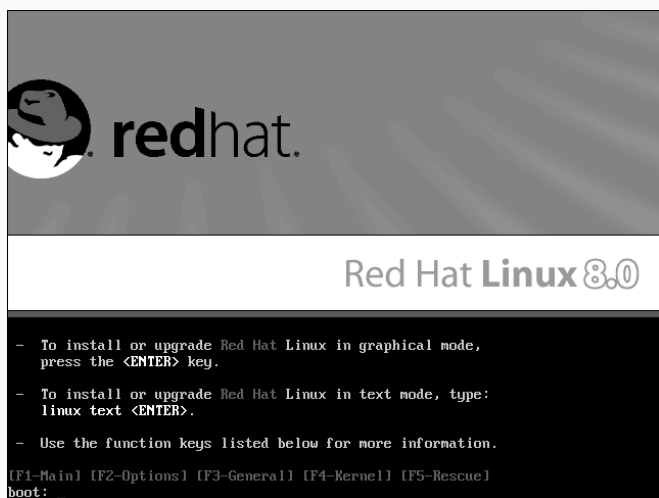 redhat.
Red Hat Linux 8.0
- To install or upgrade Red Hat Linux in graphical mode,
press the <ENTER> key.
- To install or upgrade Red Hat Linux in text mode, type:
linux text <ENTER>.
- Use the function keys listed below for more information.
[F1-Main] [F2-Options] [F3-General] [F4-Kernel] [F5-Rescue]
boot: _